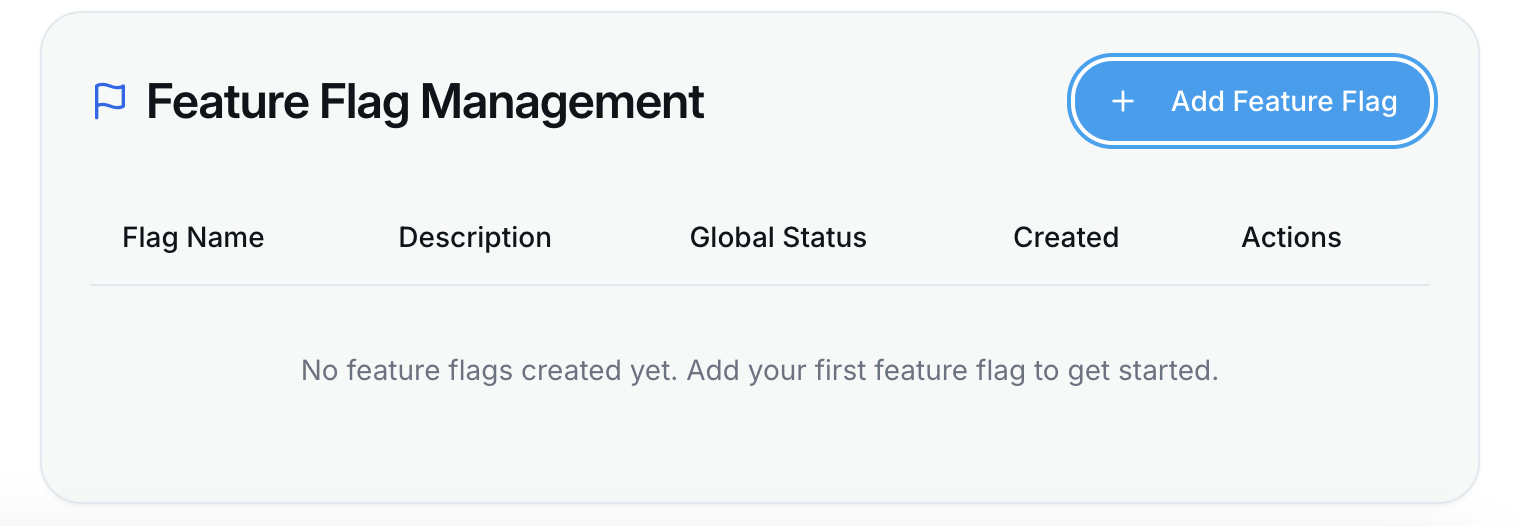 Feature Flag Management
+ Add Feature Flag
Flag Name Description Global Status Created Actions
No feature flags created yet. Add your first feature flag to get started.